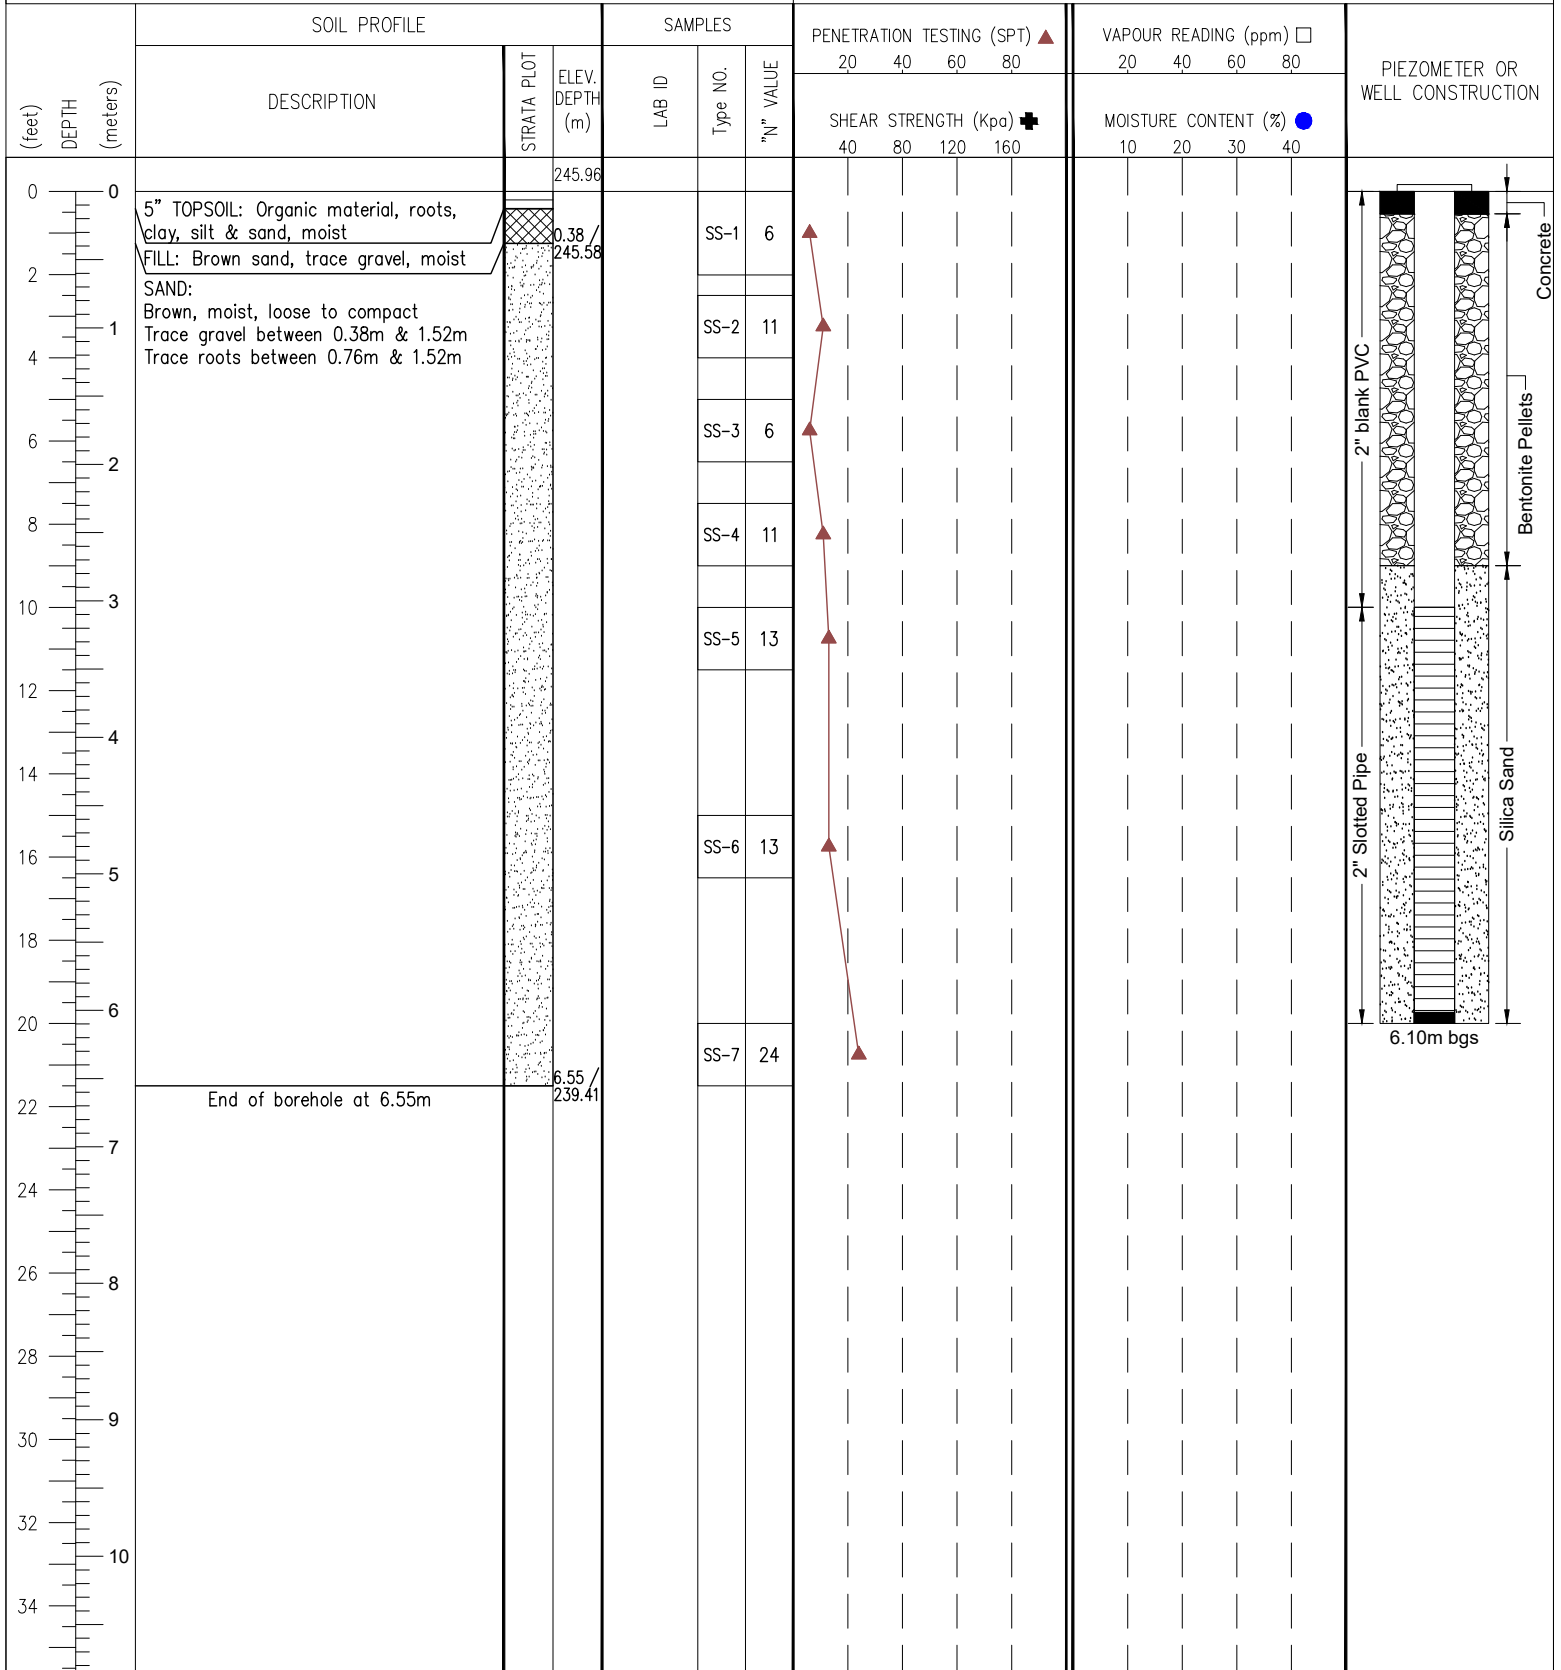 SOIL PROFILE
SAMPLES
PENETRATION TESTING (SPT)
20 40 60 80
SHEAR STRENGTH (Kpa)
40 80 120 160
VAPOUR READING (ppm)
20 40 60 80
MOISTURE CONTENT (%)
10 20 30 40
PIEZOMETER OR
WELL CONSTRUCTION
(feet)
DEPTH
(meters)
DESCRIPTION
STRATA PLOT
ELEV.
DEPTH
(m)
LAB ID
Type NO.
"N" VALUE
245.96
0
2
4
6
8
10
12
14
16
18
20
22
24
26
28
30
32
34
0
1
2
3
4
5
6
7
8
9
10
5" TOPSOIL: Organic material, roots,
clay, silt & sand, moist
FILL: Brown sand, trace gravel, moist
SAND:
Brown, moist, loose to compact
Trace gravel between 0.38m & 1.52m
Trace roots between 0.76m & 1.52m
End of borehole at 6.55m
0.38 /
245.58
6.55 /
239.41
SS-1 6
SS-2 11
SS-3 6
SS-4 11
SS-5 13
SS-6 13
SS-7 24
2" blank PVC
2" Slotted Pipe
Concrete
Bentonite Pellets
Silica Sand
6.10m bgs